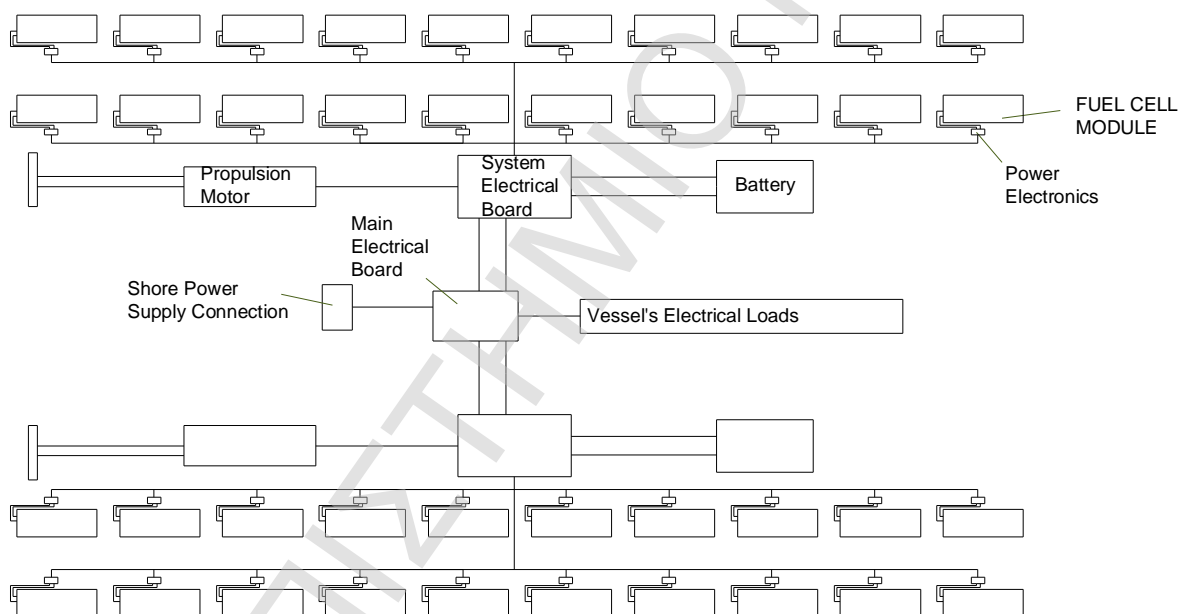 FUEL CELL
MODULE
Power
Electronics
Propulsion
Motor
System
Electrical
Board
Battery
Main
Electrical
Board
Shore Power
Supply Connection
Vessel's Electrical Loads
ΠΙΣΤΗΜΙΟ